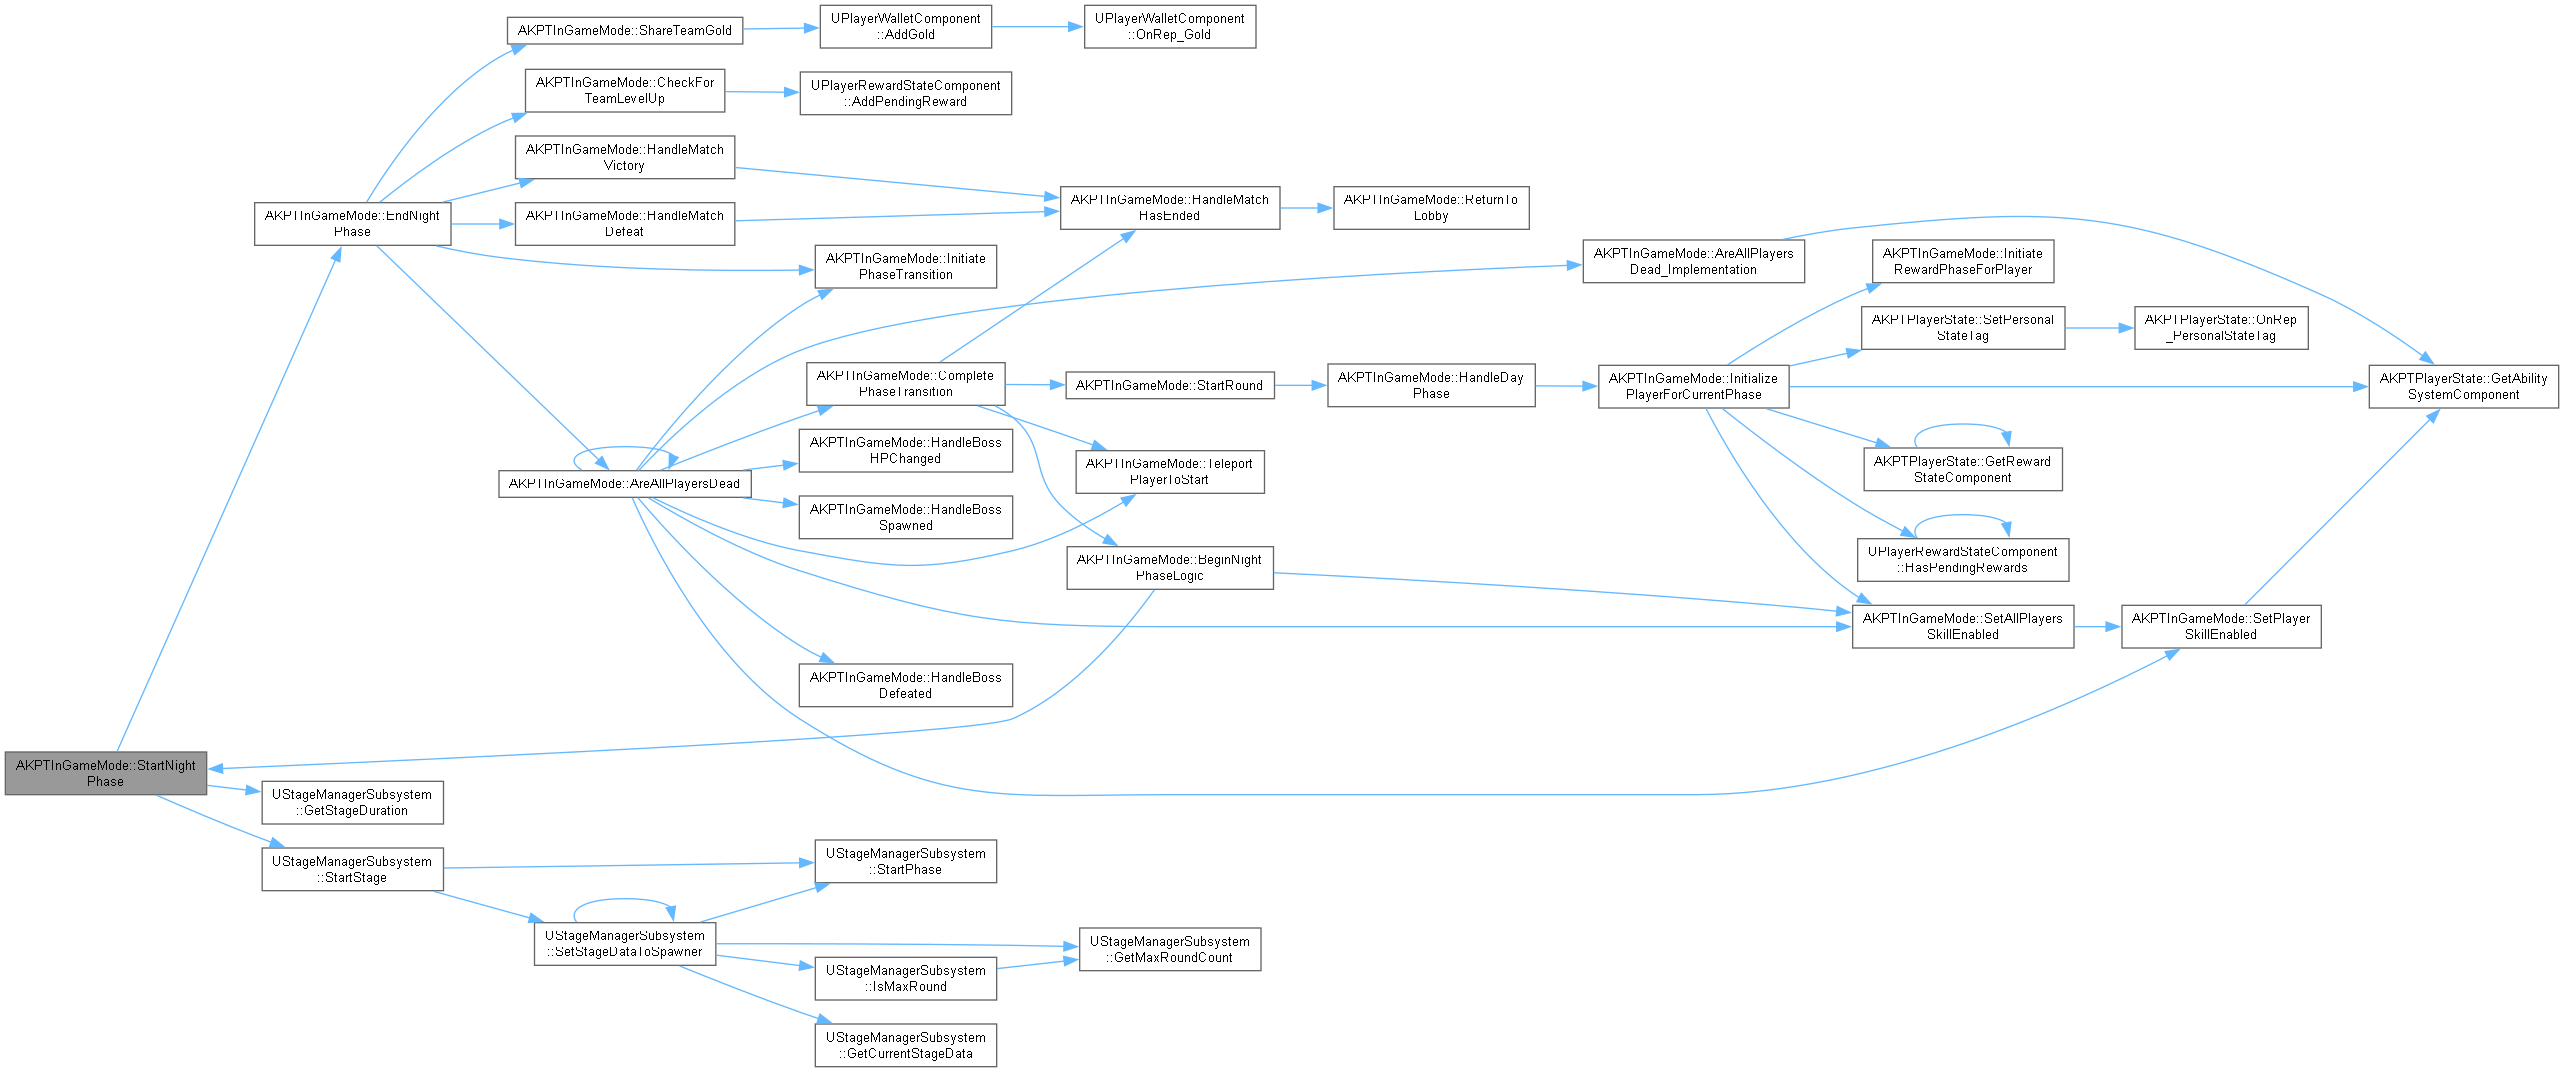 AKPTInGameMode::ShareTeamGold
UPlayerWalletComponent
::AddGold
UPlayerWalletComponent
::OnRep_Gold
AKPTInGameMode::CheckFor
TeamLevelUp
UPlayerRewardStateComponent
::AddPendingReward
AKPTInGameMode::HandleMatch
Victory
AKPTInGameMode::EndNight
Phase
AKPTInGameMode::HandleMatch
Defeat
AKPTInGameMode::HandleMatch
HasEnded
AKPTInGameMode::ReturnTo
Lobby
AKPTInGameMode::Initiate
PhaseTransition
AKPTInGameMode::AreAllPlayers
Dead_Implementation
AKPTInGameMode::Initiate
RewardPhaseForPlayer
AKPTPlayerState::SetPersonal
StateTag
AKPTPlayerState::OnRep
_PersonalStateTag
AKPTInGameMode::Complete
PhaseTransition
AKPTInGameMode::StartRound
AKPTInGameMode::HandleDay
Phase
AKPTInGameMode::Initialize
PlayerForCurrentPhase
AKPTPlayerState::GetAbility
SystemComponent
AKPTInGameMode::HandleBoss
HPChanged
AKPTInGameMode::Teleport
PlayerToStart
AKPTPlayerState::GetReward
StateComponent
AKPTInGameMode::AreAllPlayersDead
AKPTInGameMode::HandleBoss
Spawned
AKPTInGameMode::BeginNight
PhaseLogic
UPlayerRewardStateComponent
::HasPendingRewards
AKPTInGameMode::SetAllPlayers
SkillEnabled
AKPTInGameMode::SetPlayer
SkillEnabled
AKPTInGameMode::HandleBoss
Defeated
AKPTInGameMode::StartNight
Phase
UStageManagerSubsystem
::GetStageDuration
UStageManagerSubsystem
::StartStage
UStageManagerSubsystem
::StartPhase
UStageManagerSubsystem
::SetStageDataToSpawner
UStageManagerSubsystem
::GetMaxRoundCount
UStageManagerSubsystem
::IsMaxRound
UStageManagerSubsystem
::GetCurrentStageData